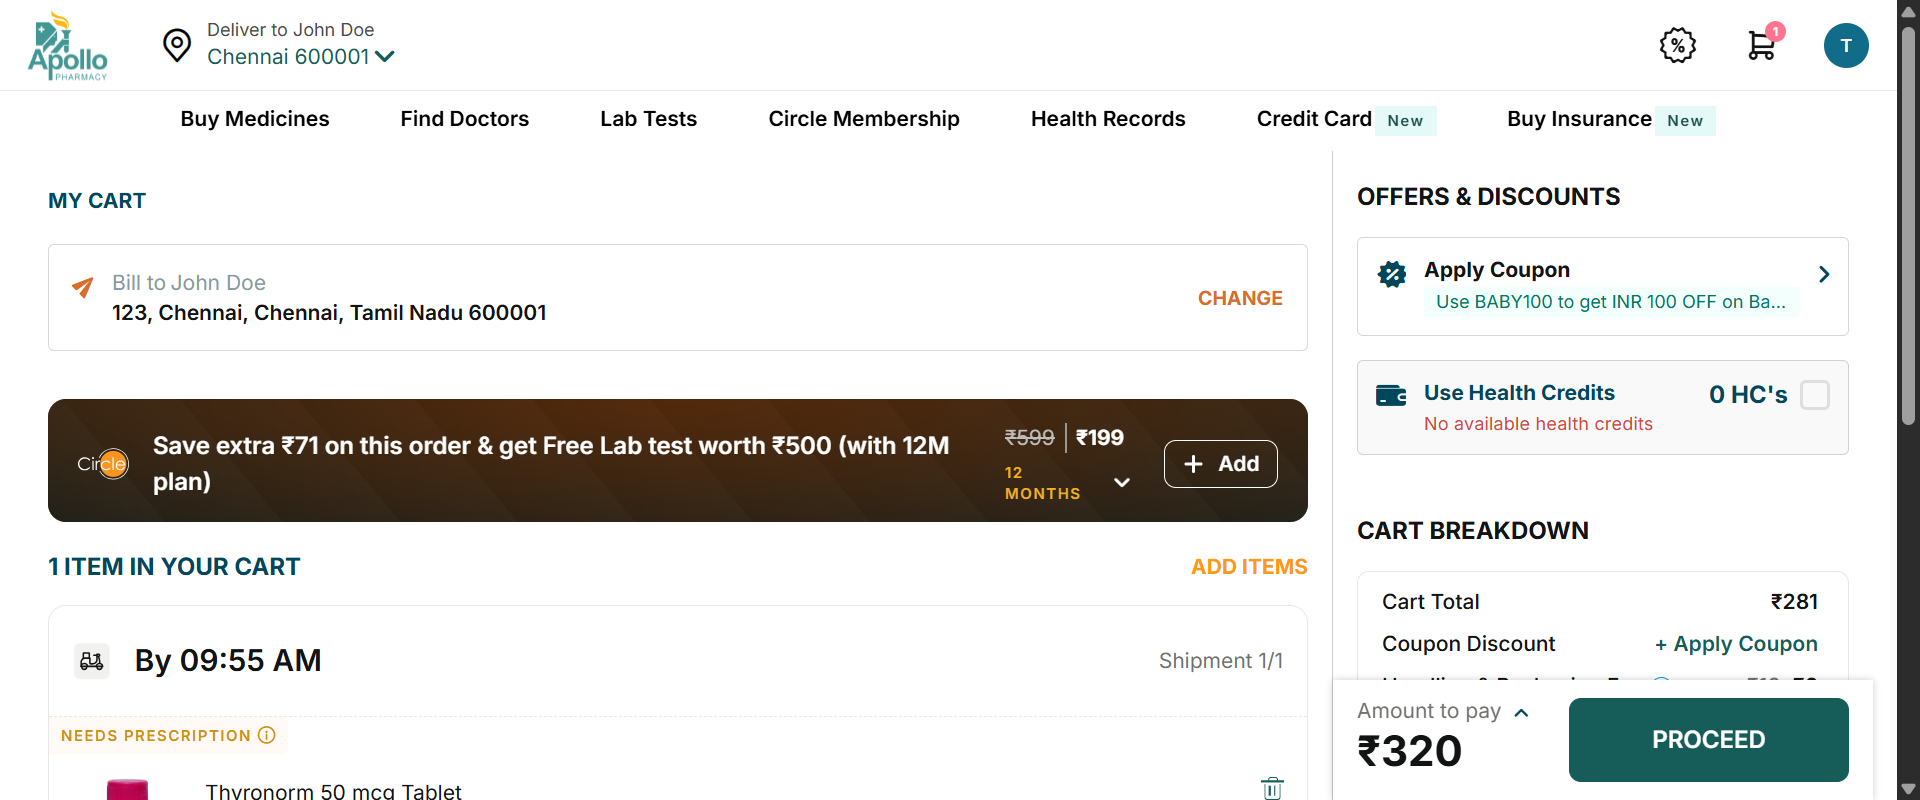 Apollo
PHARMACY
Deliver to John Doe
Chennai 600001
%
1
T
Buy Medicines
Find Doctors
Lab Tests
Circle Membership
Health Records
Credit Card New
Buy Insurance New
MY CART
Bill to John Doe
123, Chennai, Chennai, Tamil Nadu 600001
CHANGE
Circle
Save extra ₹71 on this order & get Free Lab test worth ₹500 (with 12M
plan)
₹599 ₹199
12
MONTHS
+ Add
1 ITEM IN YOUR CART
ADD ITEMS
By 09:55 AM
Shipment 1/1
NEEDS PRESCRIPTION
Thyronorm 50 mcg Tablet
OFFERS & DISCOUNTS
Apply Coupon
Use BABY100 to get INR 100 OFF on Ba...
Use Health Credits
0 HC's
No available health credits
CART BREAKDOWN
Cart Total ₹281
Coupon Discount + Apply Coupon
Amount to pay
₹320
PROCEED